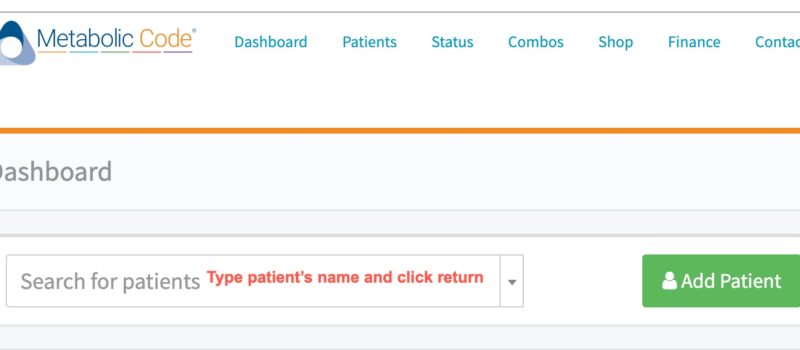 Metabolic Code®
Dashboard Patients Status Combos Shop Finance Contac
Dashboard
Search for patients Type patient's name and click return
Add Patient